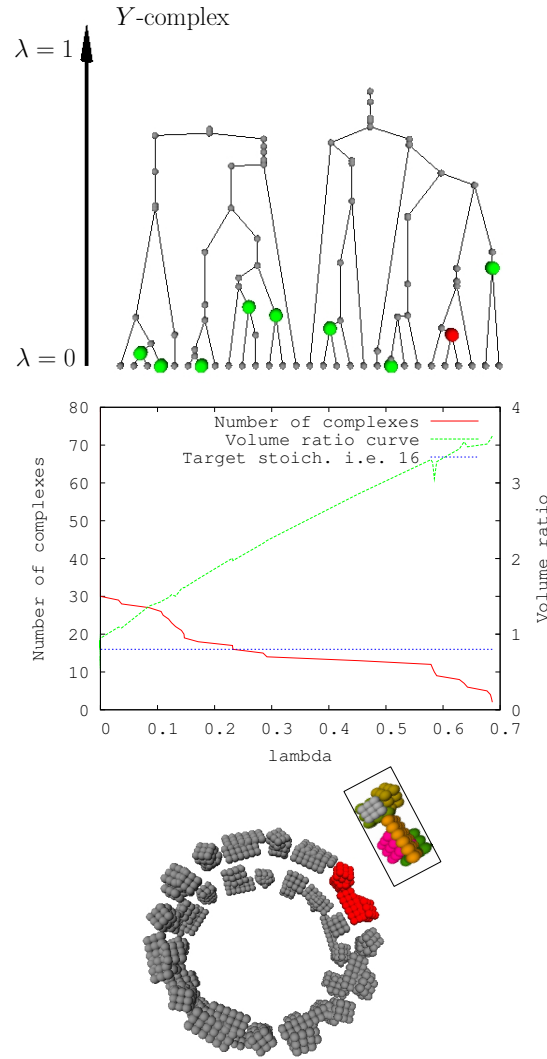 Y-complex
λ = 1
λ = 0
80
70
60
50
40
30
20
10
0
Number of complexes
Number of complexes
Volume ratio curve
Target stoich. i.e. 16
4
3
2
1
0
Volume ratio
0 0.1 0.2 0.3 0.4 0.5 0.6 0.7
lambda